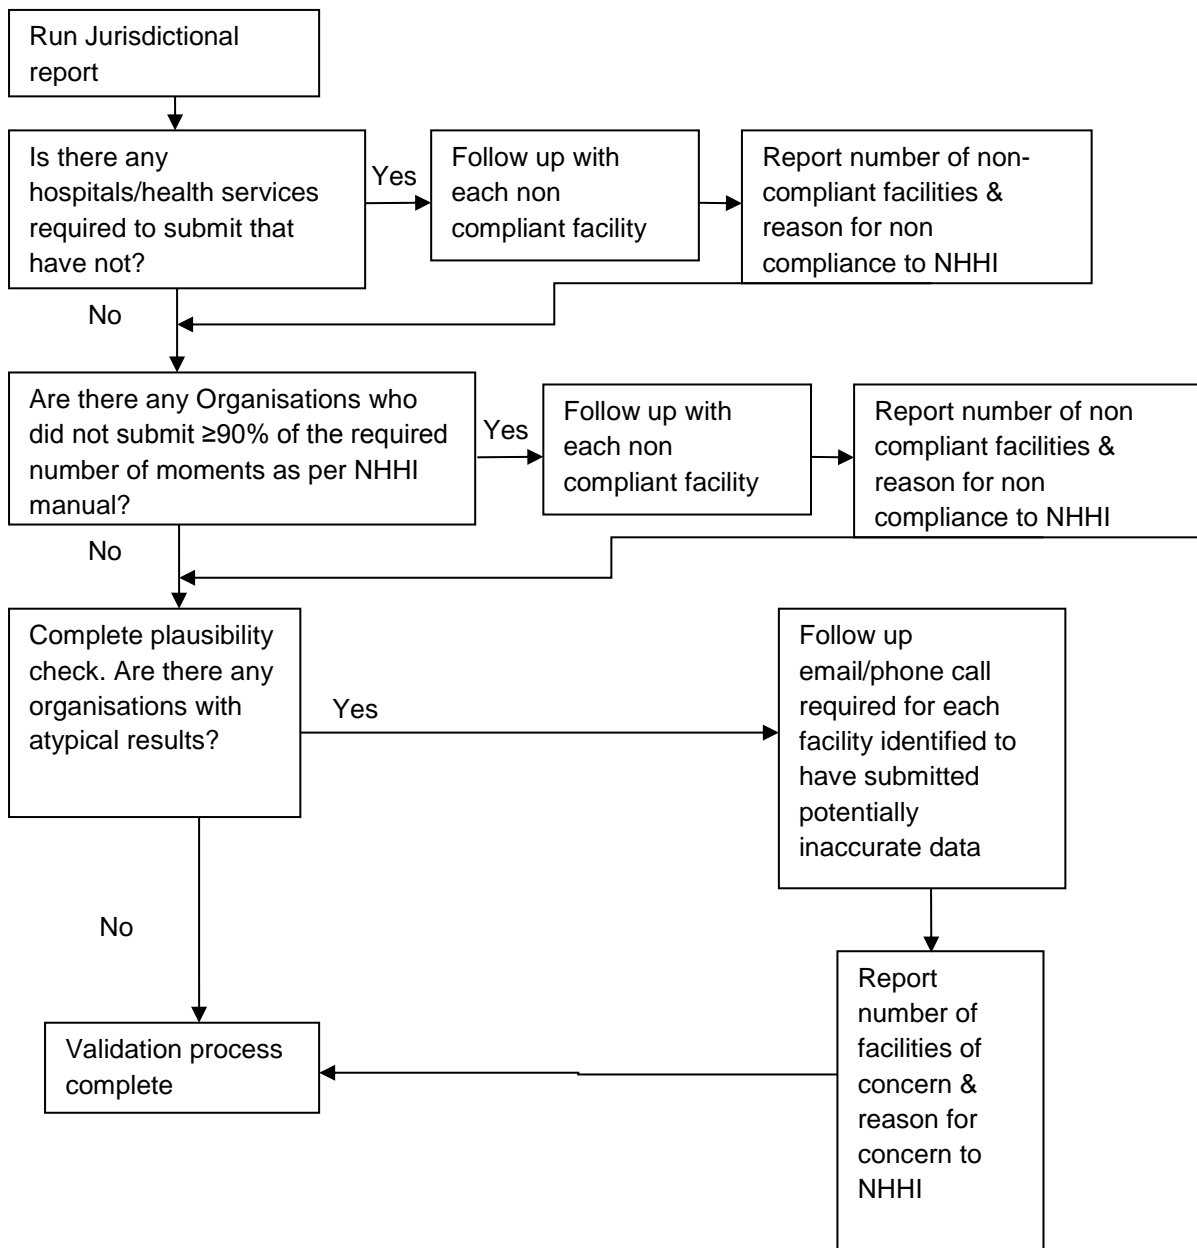 Run Jurisdictional
report
Is there any
hospitals/health services
required to submit that
have not?
Yes
Follow up with
each non
compliant facility
Report number of non-
compliant facilities &
reason for non
compliance to NHHI
No
Are there any Organisations who
did not submit ≥90% of the required
number of moments as per NHHI
manual?
Yes
Follow up with
each non
compliant facility
Report number of non
compliant facilities &
reason for non
compliance to NHHI
No
Complete plausibility
check. Are there any
organisations with
atypical results?
Yes
Follow up
email/phone call
required for each
facility identified to
have submitted
potentially
inaccurate data
No
Report
number of
facilities of
concern &
reason for
concern to
NHHI
Validation process
complete